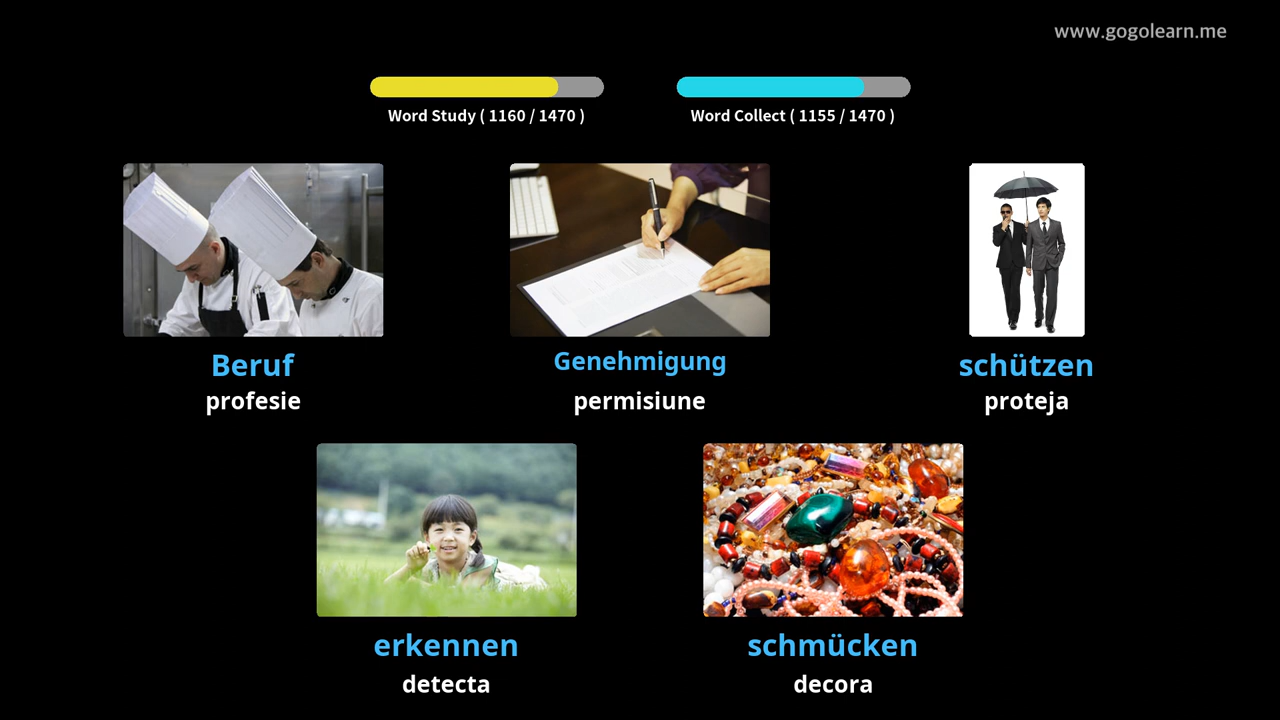 www.gogolearn.me
Word Study ( 1160 / 1470 )
Word Collect ( 1155 / 1470 )
Beruf
profesie
Genehmigung
permisiune
schützen
proteja
erkennen
detecta
schmücken
decora